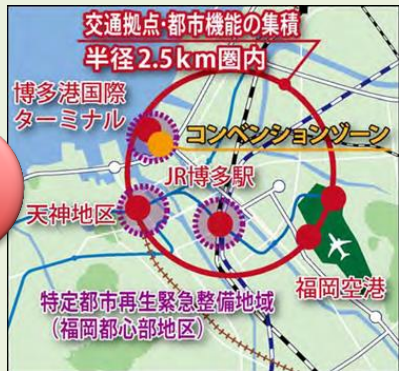 交通拠点・都市機能の集積
半径2.5km圏内
博多港国際
ターミナル
コンベンションゾーン
JR博多駅
天神地区
福岡空港
特定都市再生緊急整備地域
(福岡都心部地区)